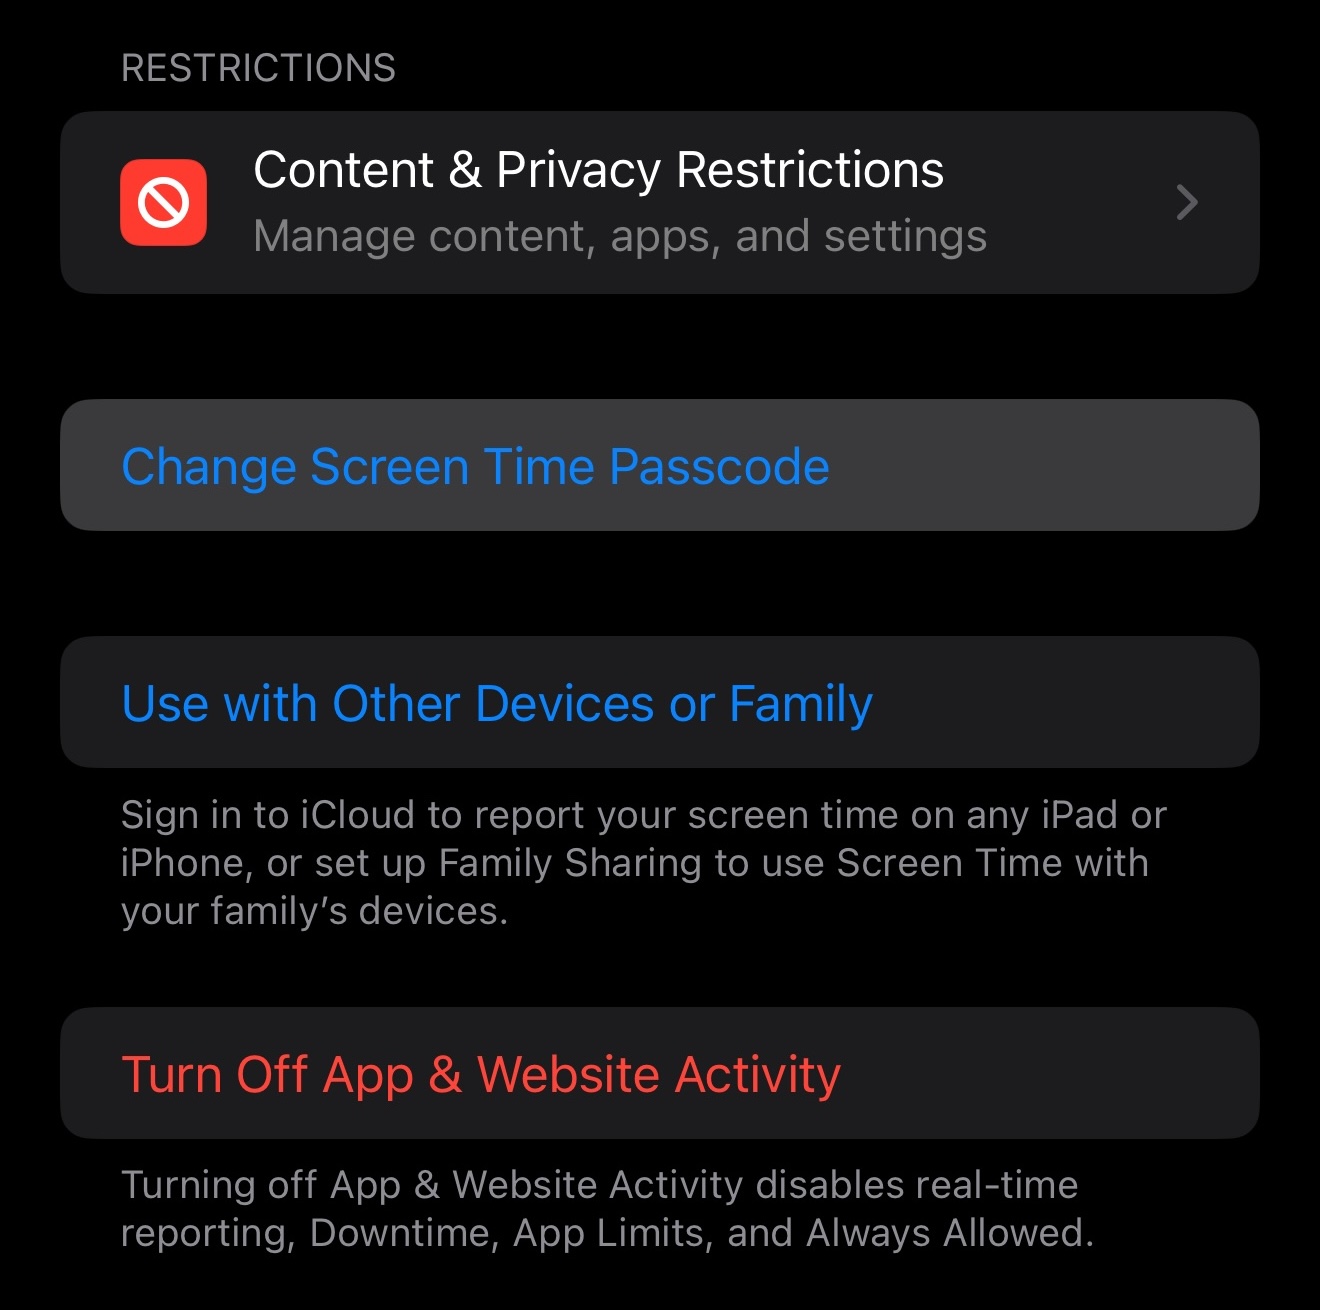 RESTRICTIONS
Content & Privacy Restrictions
Manage content, apps, and settings
Change Screen Time Passcode
Use with Other Devices or Family
Sign in to iCloud to report your screen time on any iPad or
iPhone, or set up Family Sharing to use Screen Time with
your family’s devices.
Turn Off App & Website Activity
Turning off App & Website Activity disables real-time
reporting, Downtime, App Limits, and Always Allowed.